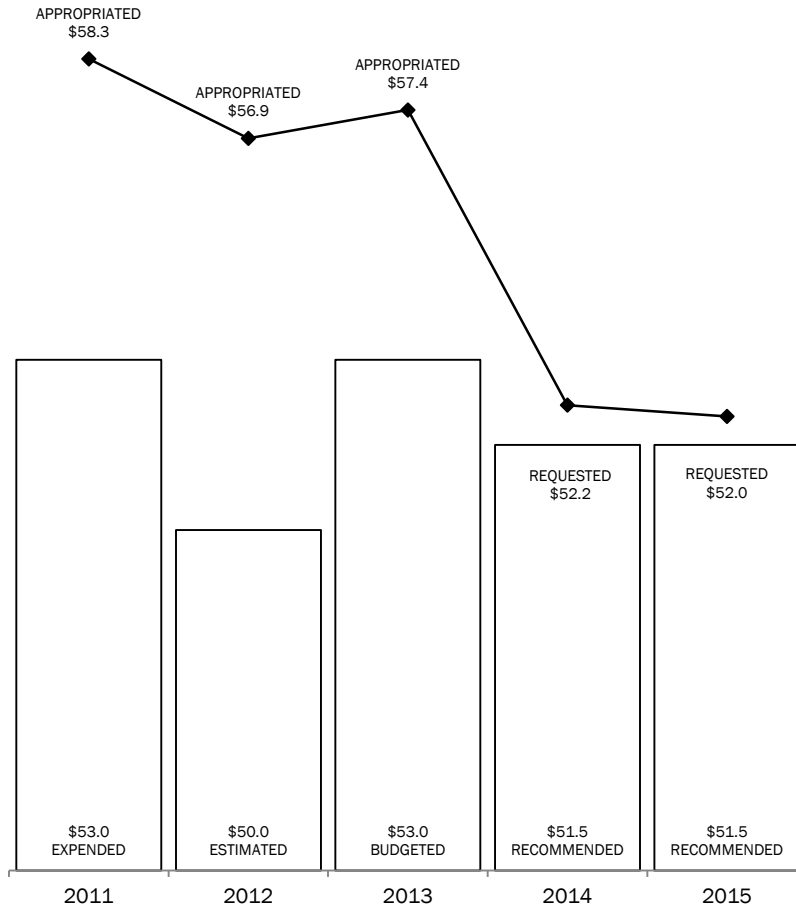 APPROPRIATED
$58.3
APPROPRIATED
$56.9
APPROPRIATED
$57.4
REQUESTED
$52.2
REQUESTED
$52.0
$53.0
EXPENDED
$50.0
ESTIMATED
$53.0
BUDGETED
$51.5
RECOMMENDED
$51.5
RECOMMENDED
2011
2012
2013
2014
2015